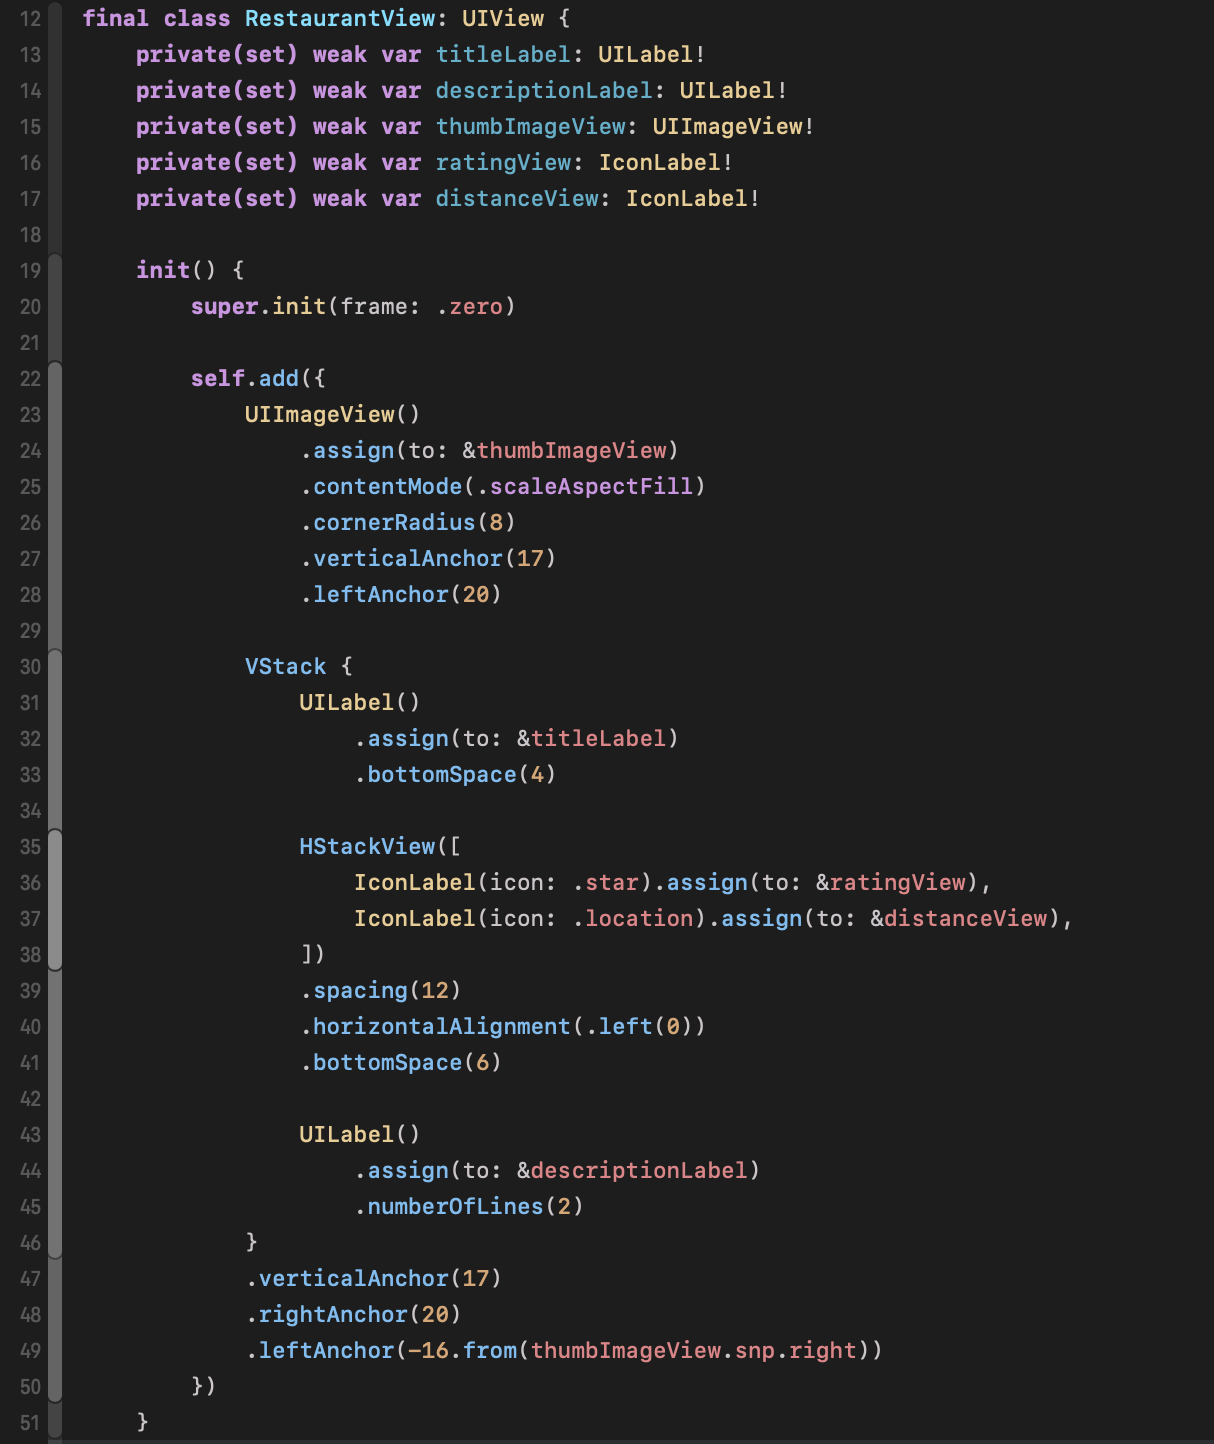 12 final class RestaurantView: UIView {
13 private(set) weak var titleLabel: UILabel!
14 private(set) weak var descriptionLabel: UILabel!
15 private(set) weak var thumbImageView: UIImageView!
16 private(set) weak var ratingView: IconLabel!
17 private(set) weak var distanceView: IconLabel!
18
19 init() {
20 super.init(frame: .zero)
21
22 self.add({
23 UIImageView()
24 .assign(to: &thumbImageView)
25 .contentMode(.scaleAspectFill)
26 .cornerRadius(8)
27 .verticalAnchor(17)
28 .leftAnchor(20)
29
30 VStack {
31 UILabel()
32 .assign(to: &titleLabel)
33 .bottomSpace(4)
34
35 HStackView([
36 IconLabel(icon: .star).assign(to: &ratingView),
37 IconLabel(icon: .location).assign(to: &distanceView),
38 ])
39 .spacing(12)
40 .horizontalAlignment(.left(0))
41 .bottomSpace(6)
42
43 UILabel()
44 .assign(to: &descriptionLabel)
45 .numberOfLines(2)
46 }
47 .verticalAnchor(17)
48 .rightAnchor(20)
49 .leftAnchor(-16.from(thumbImageView.snp.right))
50 })
51 }